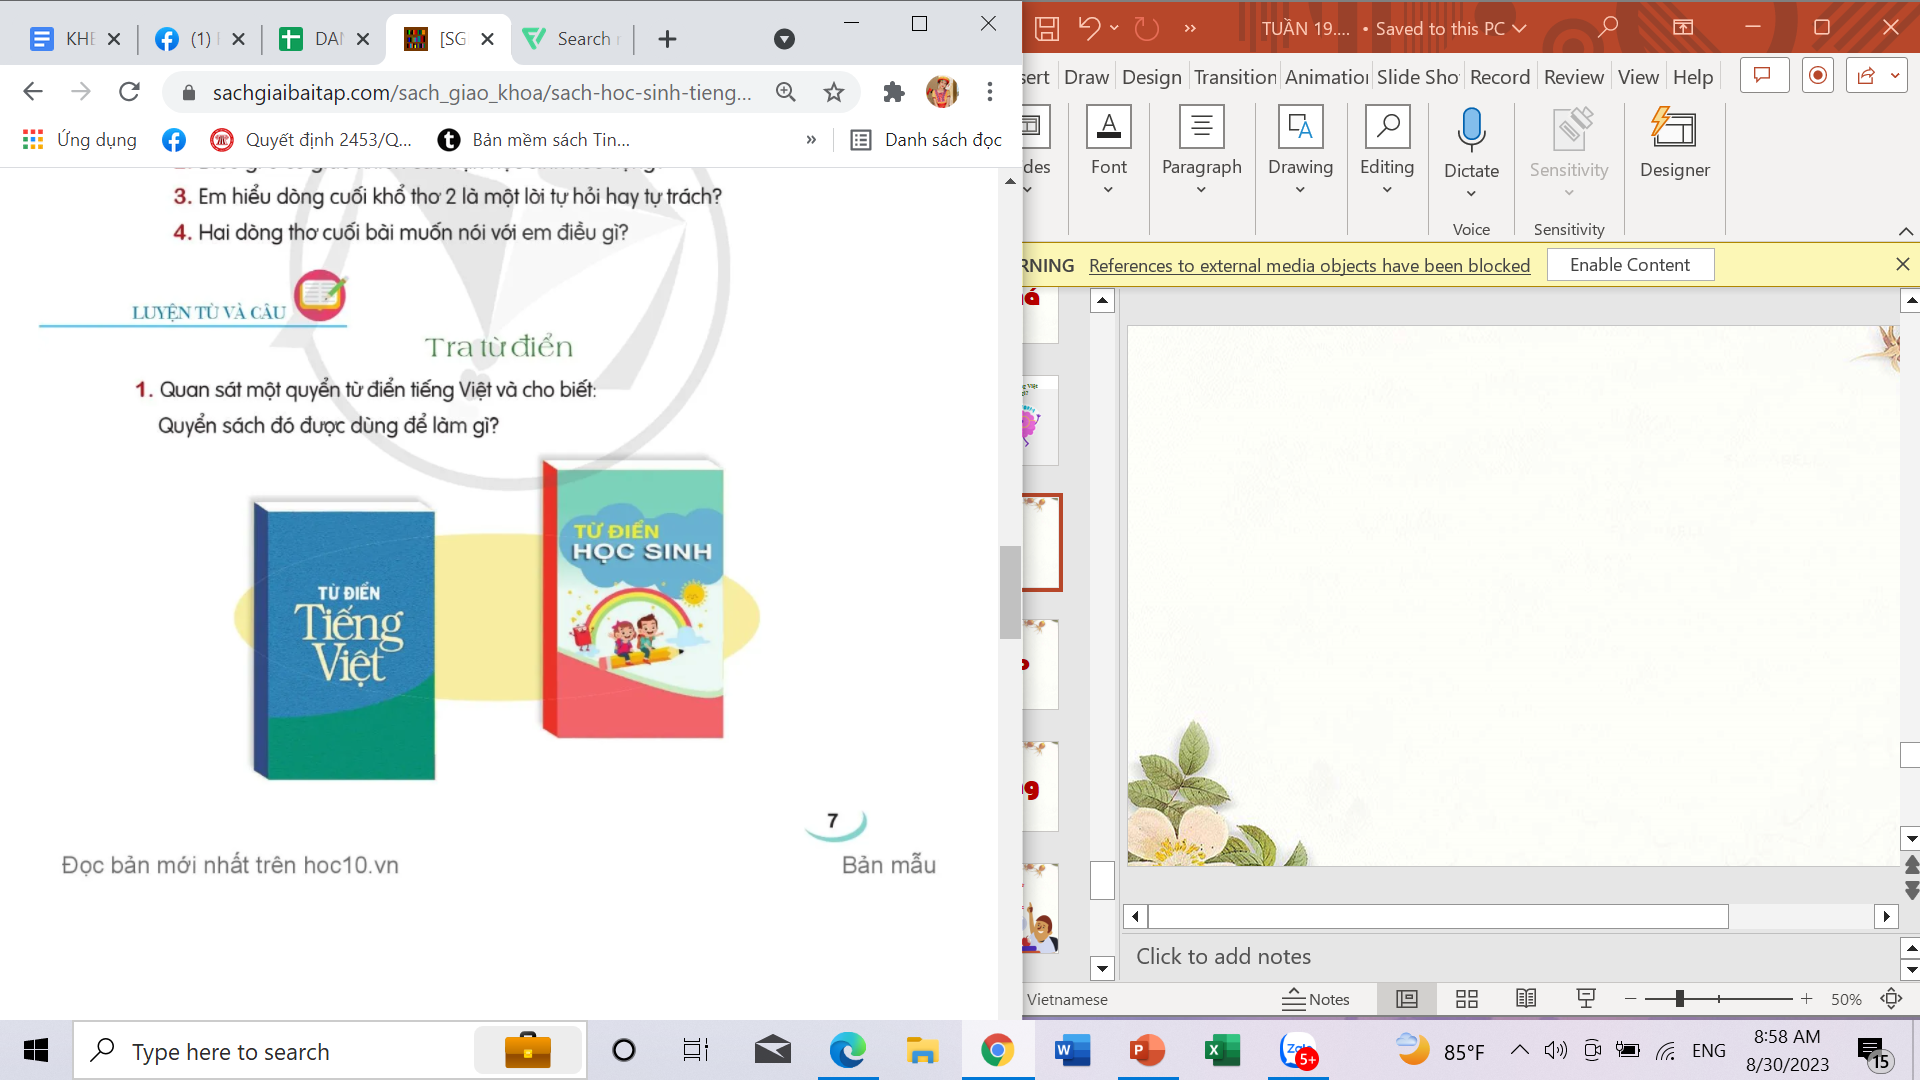 KHE
(1)
DAN
[SG
Search r
sachgiaibaitap.com/sach_giao_khoa/sach-hoc-sinh-tieng...
Ứng dụng
Quyết định 2453/Q...
Bản mềm sách Tin...
»
Danh sách đọc
3. Em hiểu dòng cuối khổ thơ 2 là một lời tự hỏi hay tự trách?
4. Hai dòng thơ cuối bài muốn nói với em điều gì?
LUYỆN TỪ VÀ CÂU
Tra từ điển
1. Quan sát một quyển từ điển tiếng Việt và cho biết:
Quyển sách đó được dùng để làm gì?
TỪ ĐIỂN
Tiếng
Việt
TỪ ĐIỂN
HỌC SINH
7
Đọc bản mới nhất trên hoc10.vn
Bản mẫu
TUẦN 19.... • Saved to this PC
sert Draw Design Transition Animatio Slide Sho Record Review View Help
des
Font
Paragraph
Drawing
Editing
Dictate
Sensitivity
Designer
Voice
Sensitivity
RNING References to external media objects have been blocked
Enable Content
Click to add notes
Vietnamese
Notes
50%
Type here to search
Zalo
5+
85°F
ENG
8:58 AM
8/30/2023
15